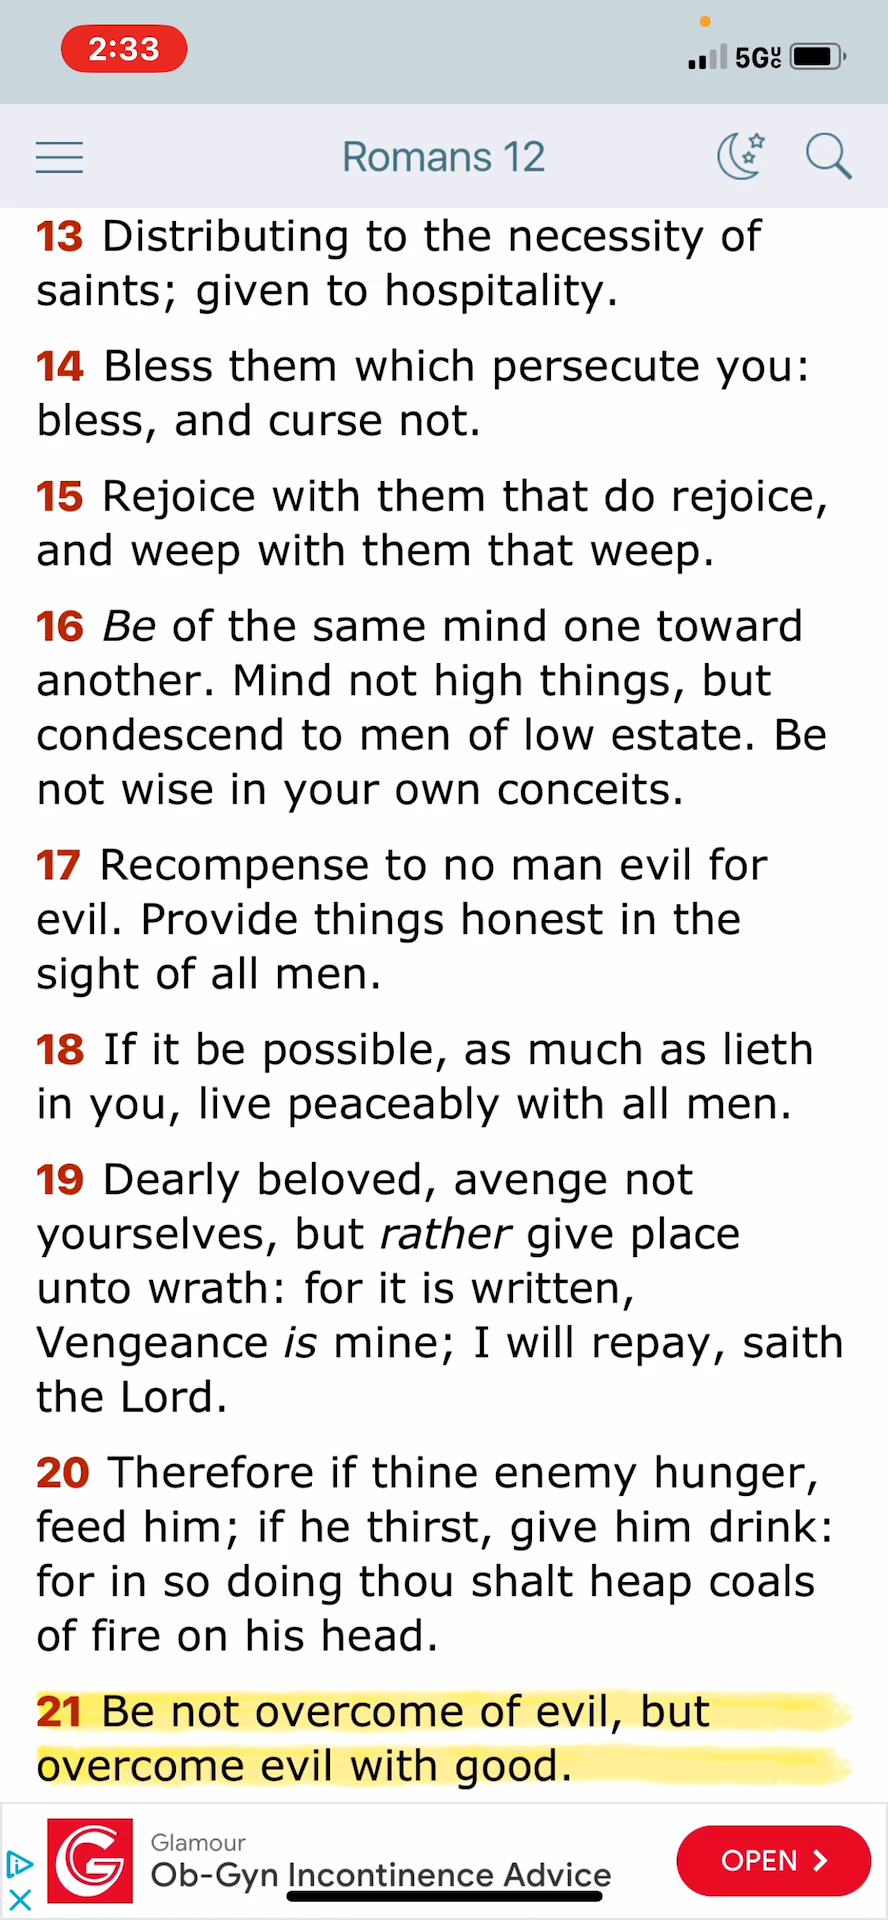 2:33
5GUC
Romans 12
13 Distributing to the necessity of
saints; given to hospitality.
14 Bless them which persecute you:
bless, and curse not.
15 Rejoice with them that do rejoice,
and weep with them that weep.
16 Be of the same mind one toward
another. Mind not high things, but
condescend to men of low estate. Be
not wise in your own conceits.
17 Recompense to no man evil for
evil. Provide things honest in the
sight of all men.
18 If it be possible, as much as lieth
in you, live peaceably with all men.
19 Dearly beloved, avenge not
yourselves, but rather give place
unto wrath: for it is written,
Vengeance is mine; I will repay, saith
the Lord.
20 Therefore if thine enemy hunger,
feed him; if he thirst, give him drink:
for in so doing thou shalt heap coals
of fire on his head.
21 Be not overcome of evil, but
overcome evil with good.
G
Glamour
Ob-Gyn Incontinence Advice
OPEN